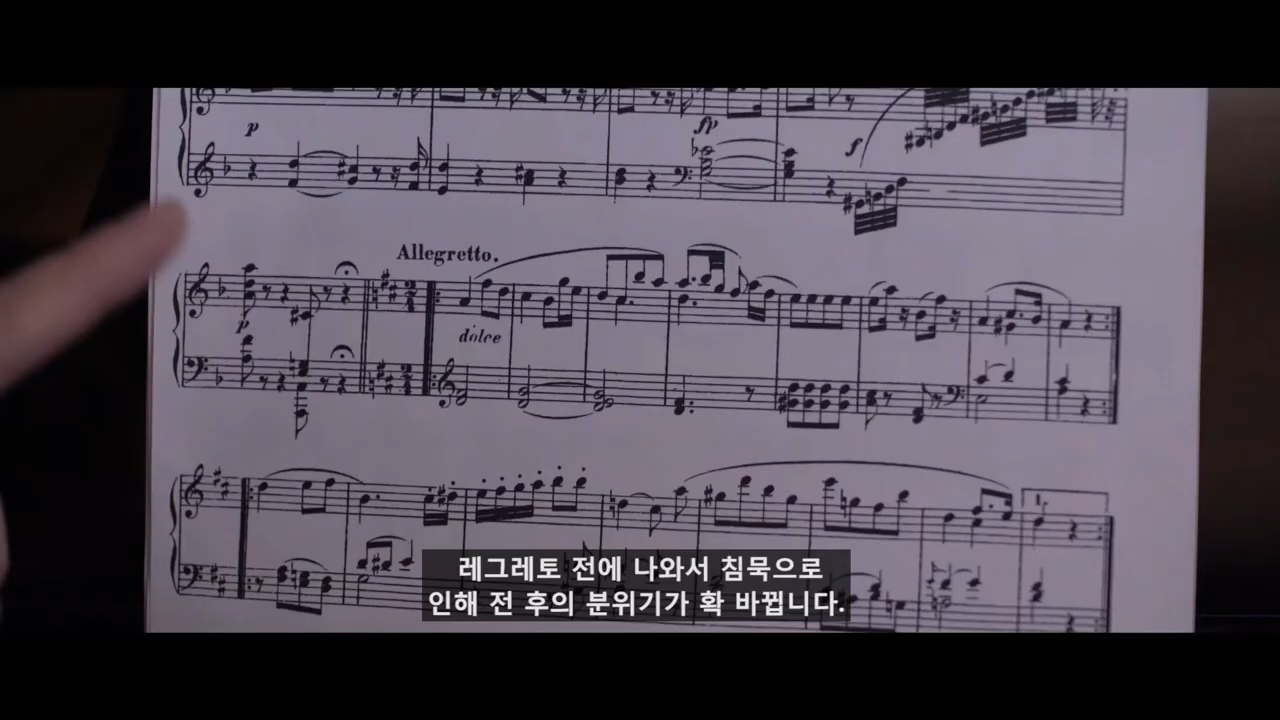 p
fp
f
Allegretto.
p
dolce
1.
레그레토 전에 나와서 침묵으로
인해 전 후의 분위기가 확 바뀝니다.